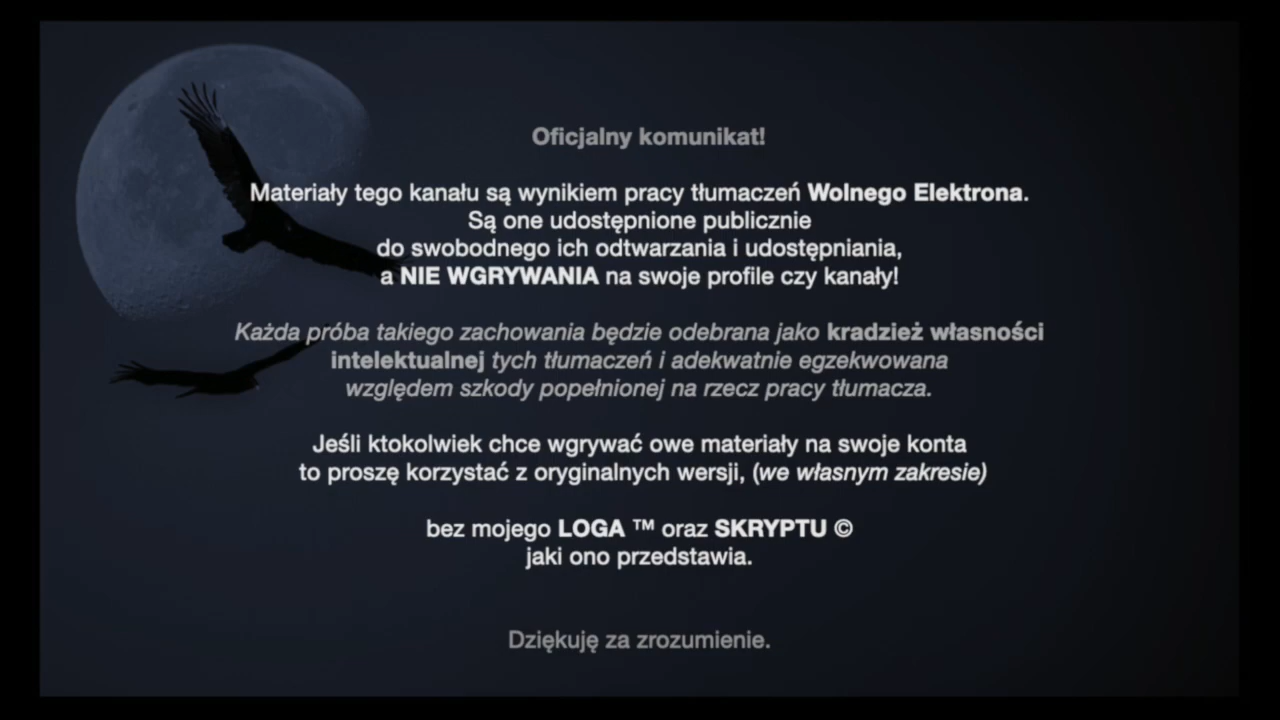 Oficjalny komunikat!
Materiały tego kanału są wynikiem pracy tłumaczeń Wolnego Elektrona.
Są one udostępnione publicznie
do swobodnego ich odtwarzania i udostępniania,
a NIE WGRYWANIA na swoje profile czy kanały!
Każda próba takiego zachowania będzie odebrana jako kradzież własności
intelektualnej tych tłumaczeń i adekwatnie egzekwowana
względem szkody popełnionej na rzecz pracy tłumacza.
Jeśli ktokolwiek chce wgrywać owe materiały na swoje konta
to proszę korzystać z oryginalnych wersji, (we własnym zakresie)
bez mojego LOGA ™ oraz SKRYPTU ©
jaki ono przedstawia.
Dziękuję za zrozumienie.